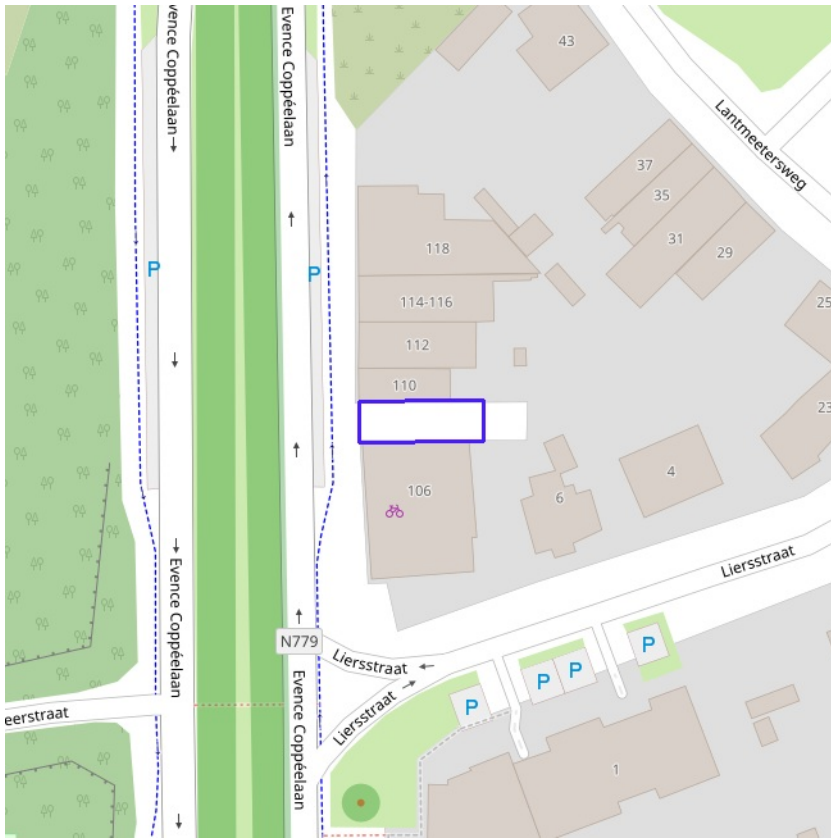 Evence Coppéelaan
Evence Coppéelaan
43
Lantmeetersweg
37
35
31
29
118
P
P
114-116
25
112
110
23
106
4
6
Evence Coppéelaan
Liersstraat
N779
Liersstraat
P
P
P
P
Liersstraat
Evence Coppéelaan
eerstraat
1